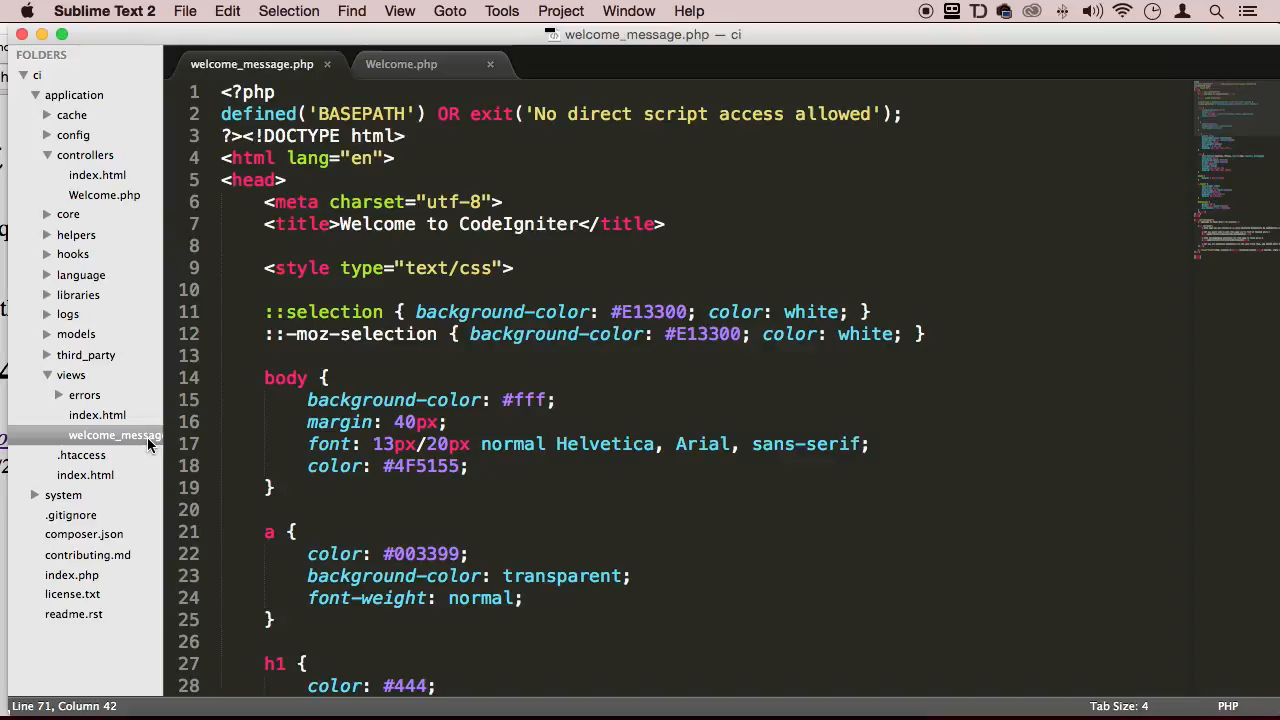 Sublime Text 2 File Edit Selection Find View Goto Tools Project Window Help
welcome_message.php — ci
FOLDERS
ci
application
cache
config
controllers
index.html
Welcome.php
core
helpers
hooks
language
libraries
logs
models
third_party
views
errors
index.html
welcome_messag
.htaccess
index.html
system
.gitignore
composer.json
contributing.md
index.php
license.txt
readme.rst
welcome_message.php × Welcome.php ×
1 <?php
2 defined('BASEPATH') OR exit('No direct script access allowed');
3 ?><!DOCTYPE html>
4 <html lang="en">
5 <head>
6 <meta charset="utf-8">
7 <title>Welcome to CodeIgniter</title>
8
9 <style type="text/css">
10
11 ::selection { background-color: #E13300; color: white; }
12 ::-moz-selection { background-color: #E13300; color: white; }
13
14 body {
15 background-color: #fff;
16 margin: 40px;
17 font: 13px/20px normal Helvetica, Arial, sans-serif;
18 color: #4F5155;
19 }
20
21 a {
22 color: #003399;
23 background-color: transparent;
24 font-weight: normal;
25 }
26
27 h1 {
28 color: #444;
Line 71, Column 42 Tab Size: 4 PHP